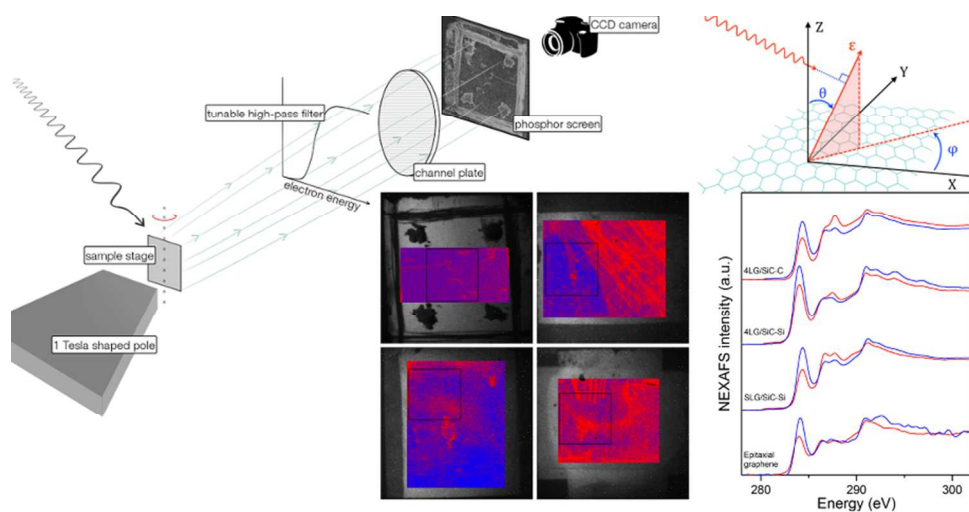 CCD camera
tunable high-pass filter
phosphor screen
channel plate
electron energy
sample stage
1 Tesla shaped pole
Z
ε
Y
θ
φ
X
NEXAFS intensity (a.u.)
4LG/SiC-C
4LG/SiC-Si
SLG/SiC-Si
Epitaxial
graphene
280
290
300
Energy (eV)